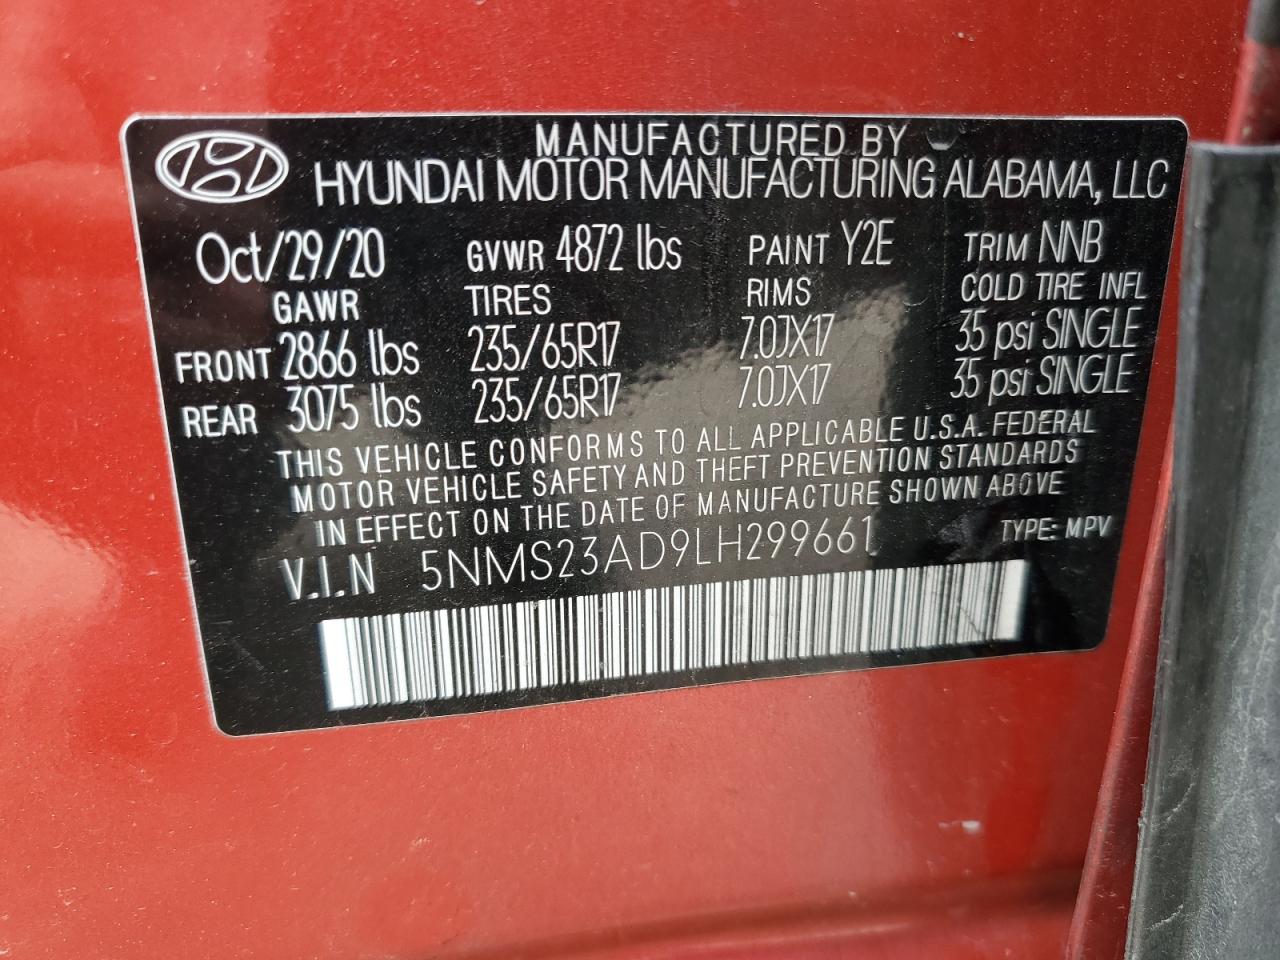 MANUFACTURED BY
HYUNDAI MOTOR MANUFACTURING ALABAMA, LLC
Oct/29/20 GVWR 4872 lbs PAINT Y2E TRIM NNB
GAWR TIRES RIMS COLD TIRE INFL
FRONT 2866 lbs 235/65R17 7.0JX17 35 psi SINGLE
REAR 3075 lbs 235/65R17 7.0JX17 35 psi SINGLE
THIS VEHICLE CONFORMS TO ALL APPLICABLE U.S.A. FEDERAL
MOTOR VEHICLE SAFETY AND THEFT PREVENTION STANDARDS
IN EFFECT ON THE DATE OF MANUFACTURE SHOWN ABOVE
V.I.N 5NMS23AD9LH299661 TYPE: MPV